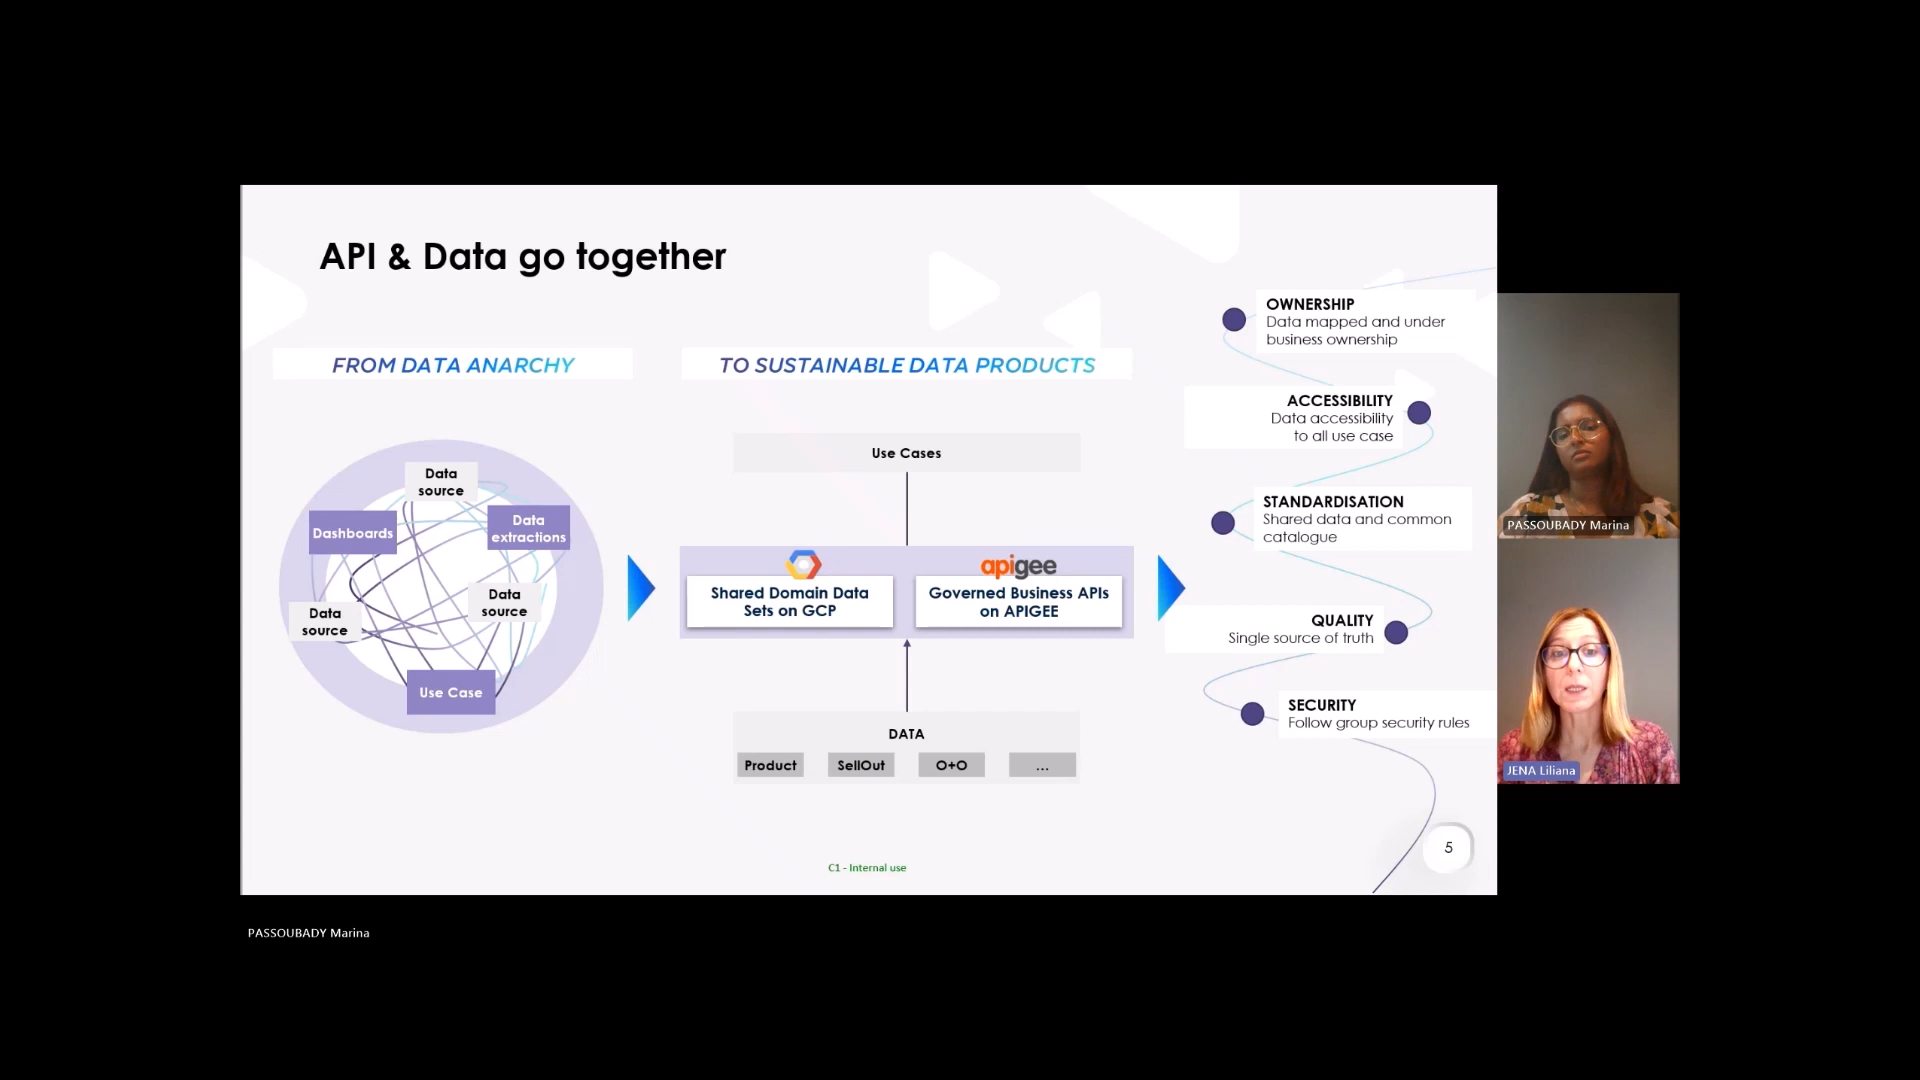 API & Data go together
FROM DATA ANARCHY
Data
source
Dashboards
Data
extractions
Data
source
Data
source
Use Case
TO SUSTAINABLE DATA PRODUCTS
Use Cases
apigee
Shared Domain Data
Sets on GCP
Governed Business APIs
on APIGEE
DATA
Product
SellOut
O+O
...
OWNERSHIP
Data mapped and under
business ownership
ACCESSIBILITY
Data accessibility
to all use case
STANDARDISATION
Shared data and common
catalogue
QUALITY
Single source of truth
SECURITY
Follow group security rules
5
C1 - Internal use
PASSOUBADY Marina
JENA Liliana
PASSOUBADY Marina